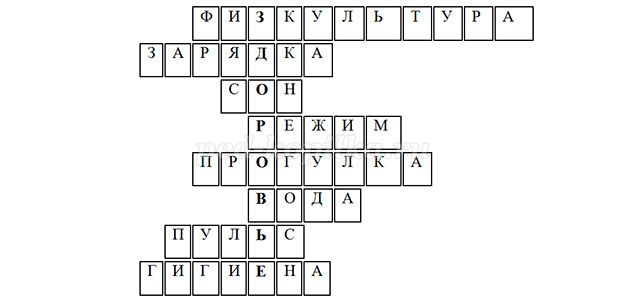 ФИЗКУЛЬТУРА
ЗАРЯДКА
СОН
РЕЖИМ
ПРОГУЛКА
ВОДА
ПУЛЬС
ГИГИЕНА